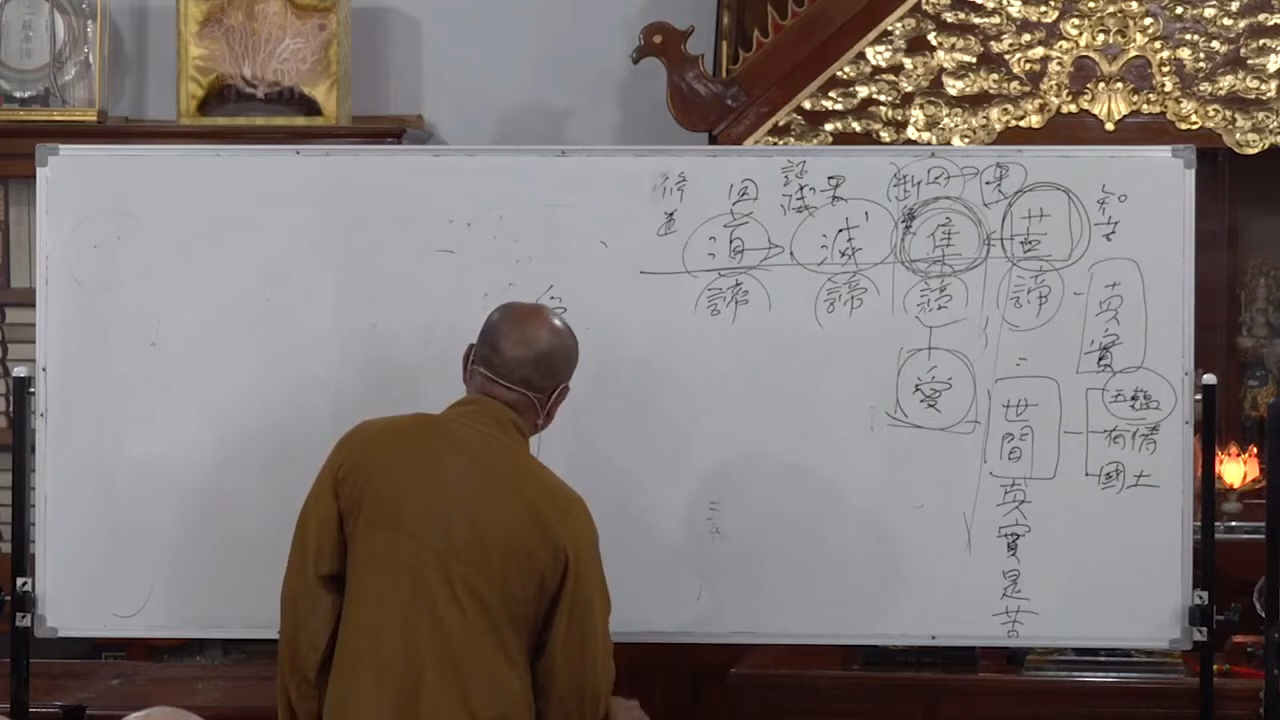 知苦
果
苦諦
真實
斷因
集諦
愛
果
證滅
滅諦
因
道諦
修道
世間
五蘊
有情
國土
真實是苦